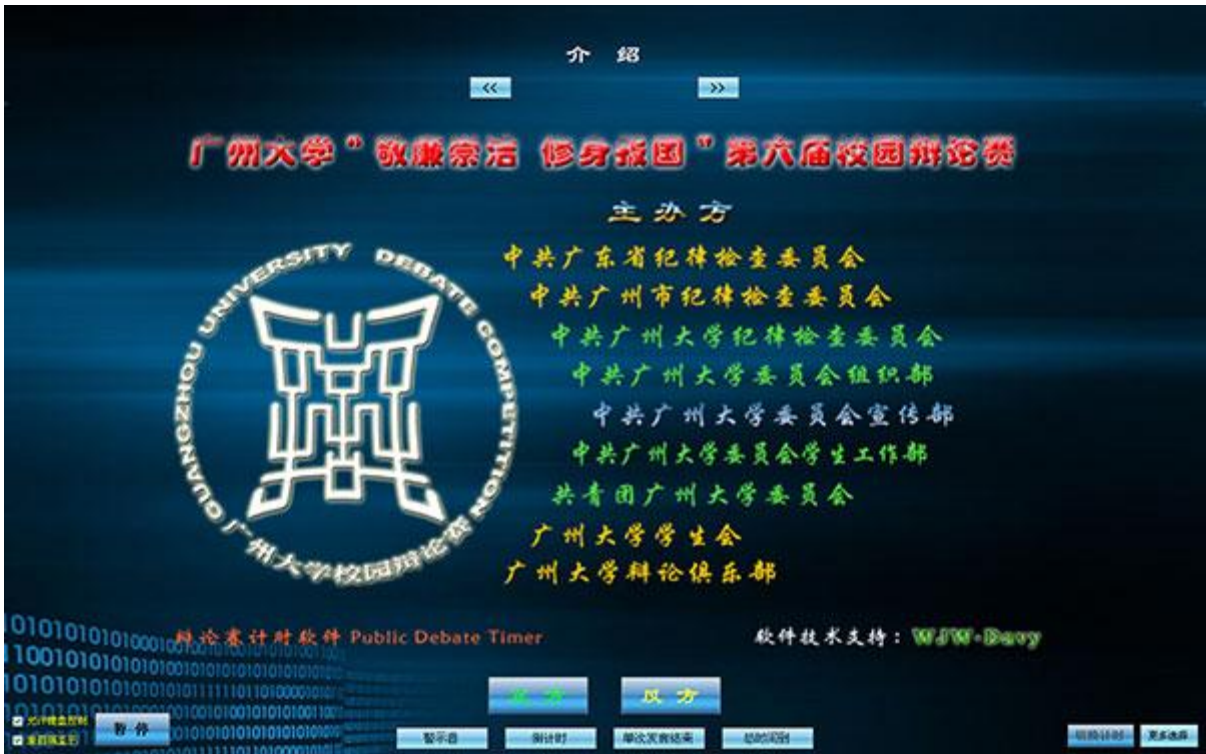 介 绍
<< >>
广州大学“敬廉崇洁 修身报国”第六届校园辩论赛
主办方
中共广东省纪律检查委员会
中共广州市纪律检查委员会
中共广州大学纪律检查委员会
中共广州大学委员会组织部
中共广州大学委员会宣传部
中共广州大学委员会学生工作部
共青团广州大学委员会
广州大学学生会
广州大学辩论俱乐部
GUANGZHOU UNIVERSITY DEBATE COMPETITION
广州大学校园辩论赛
辩论赛计时软件 Public Debate Timer
软件技术支持：WJW-Davy
正方 反方
允许键盘控制
暂 停
警示音 倒计时 单次发言结束 总时间到
更多选择